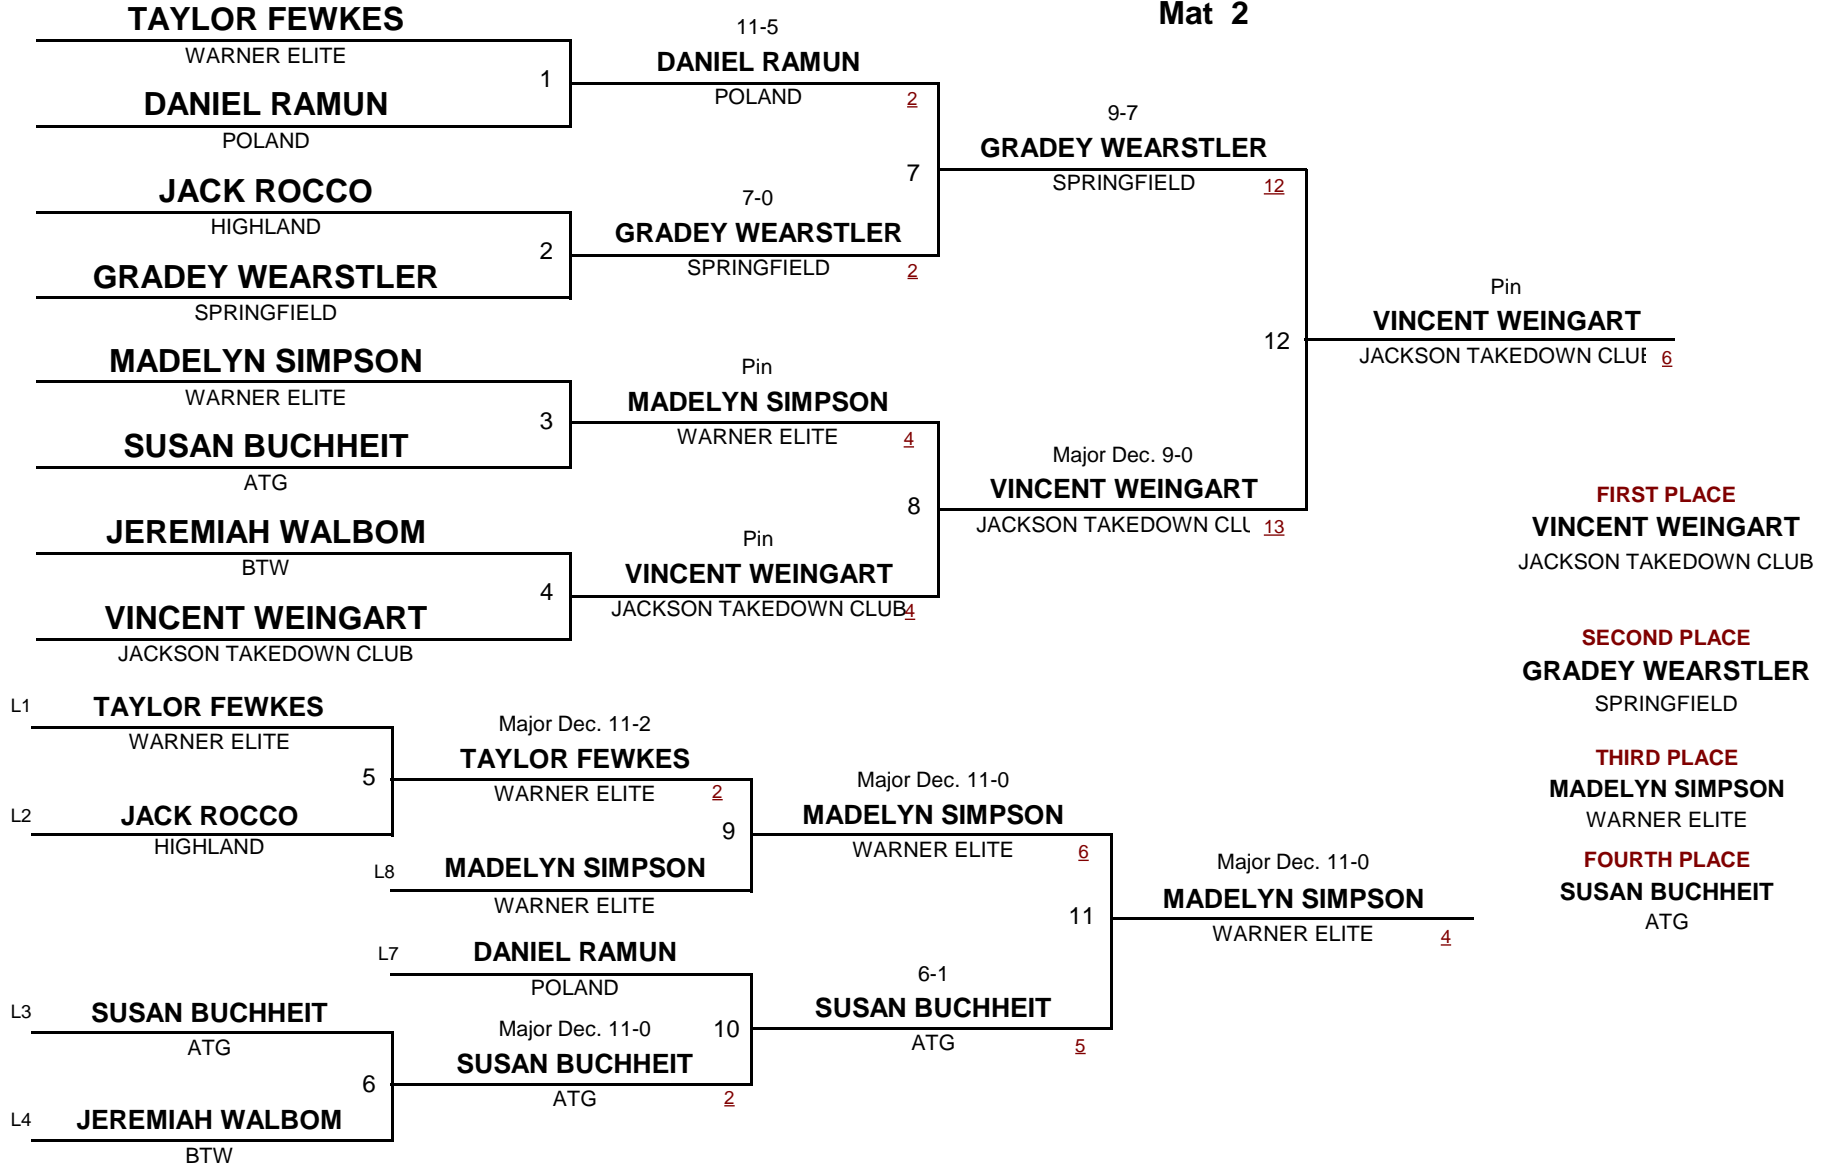 Mat 2
TAYLOR FEWKES
WARNER ELITE
1
DANIEL RAMUN
POLAND
JACK ROCCO
HIGHLAND
2
GRADEY WEARSTLER
SPRINGFIELD
MADELYN SIMPSON
WARNER ELITE
3
SUSAN BUCHHEIT
ATG
JEREMIAH WALBOM
BTW
4
VINCENT WEINGART
JACKSON TAKEDOWN CLUB
11-5
DANIEL RAMUN
POLAND 2
7
7-0
GRADEY WEARSTLER
SPRINGFIELD 2
Pin
MADELYN SIMPSON
WARNER ELITE 4
8
Pin
VINCENT WEINGART
JACKSON TAKEDOWN CLUB 4
9-7
GRADEY WEARSTLER
SPRINGFIELD 12
12
Major Dec. 9-0
VINCENT WEINGART
JACKSON TAKEDOWN CLU 13
Pin
VINCENT WEINGART
JACKSON TAKEDOWN CLUB 6
L1 TAYLOR FEWKES
WARNER ELITE
5
L2 JACK ROCCO
HIGHLAND
L3 SUSAN BUCHHEIT
ATG
6
L4 JEREMIAH WALBOM
BTW
Major Dec. 11-2
TAYLOR FEWKES
WARNER ELITE 2
9
L8 MADELYN SIMPSON
WARNER ELITE
L7 DANIEL RAMUN
POLAND
Major Dec. 11-0 10
SUSAN BUCHHEIT
ATG 2
Major Dec. 11-0
MADELYN SIMPSON
WARNER ELITE 6
11
6-1
SUSAN BUCHHEIT
ATG 5
Major Dec. 11-0
MADELYN SIMPSON
WARNER ELITE 4
FIRST PLACE
VINCENT WEINGART
JACKSON TAKEDOWN CLUB
SECOND PLACE
GRADEY WEARSTLER
SPRINGFIELD
THIRD PLACE
MADELYN SIMPSON
WARNER ELITE
FOURTH PLACE
SUSAN BUCHHEIT
ATG